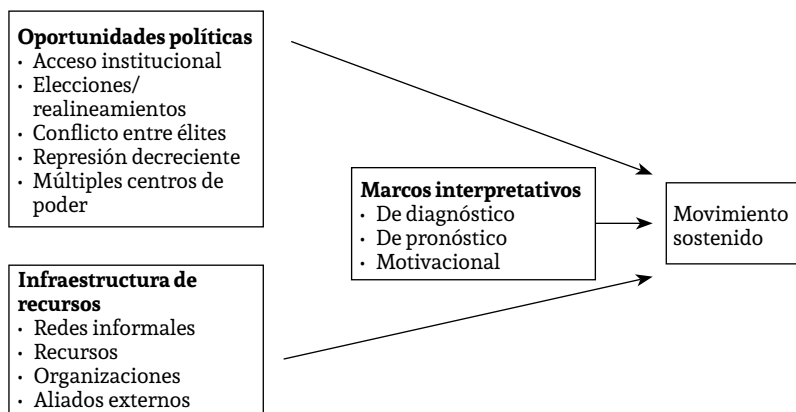 Oportunidades políticas
· Acceso institucional
· Elecciones/
realineamientos
· Conflicto entre élites
· Represión decreciente
· Múltiples centros de
poder
Marcos interpretativos
· De diagnóstico
· De pronóstico
· Motivacional
Movimiento
sostenido
Infraestructura de
recursos
· Redes informales
· Recursos
· Organizaciones
· Aliados externos